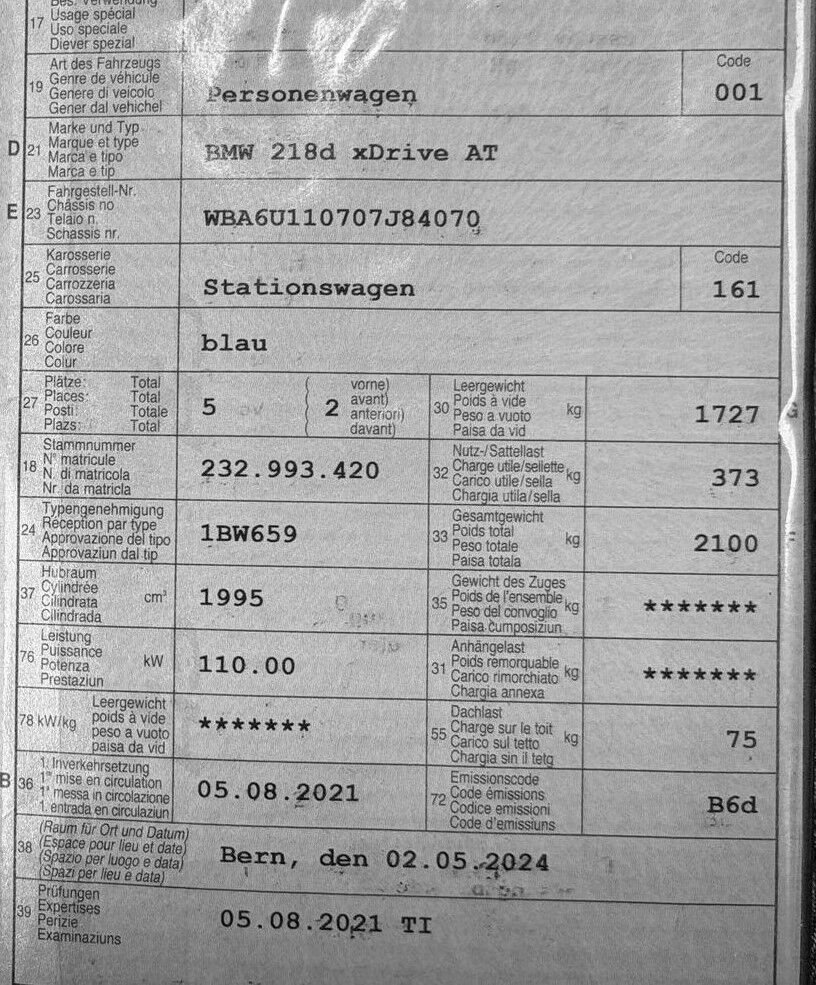 Bes. Verwendung
17 Usage spécial
Uso speciale
Diever spezial
Art des Fahrzeugs
19 Genre de véhicule
Genere di veicolo
Gener dal vehichel
Personenwagen
Code
001
Marke und Typ
D 21 Marque et type
Marca e tipo
Marca e tip
BMW 218d xDrive AT
Fahrgestell-Nr.
E 23 Châssis no
Telaio n.
Schassis nr.
WBA6U110707J84070
Karosserie
25 Carrosserie
Carrozzeria
Carossaria
Stationswagen
Code
161
Farbe
26 Couleur
Colore
Colur
blau
Plätze: Total
27 Places: Total
Posti: Totale
Plazs: Total
5
( vorne)
( 2 avant)
( anteriori)
( davant)
Leergewicht
30 Poids à vide
Peso a vuoto kg
Paisa da vid
1727
Stammnummer
18 N° matricule
N. di matricola
Nr. da matricla
232.993.420
Nutz-/Sattellast
32 Charge utile/sellette kg
Carico utile/sella
Chargia utila/sella
373
Typengenehmigung
24 Réception par type
Approvazione del tipo
Approvaziun dal tip
1BW659
Gesamtgewicht
33 Poids total
Peso totale kg
Paisa totala
2100
F
Hubraum
37 Cylindrée
Cilindrata cm³
Cilindrada
1995
Gewicht des Zuges
35 Poids de l'ensemble
Peso del convoglio kg
Paisa cumposiziun
*******
Leistung
76 Puissance
Potenza kW
Prestaziun
110.00
Anhängelast
31 Poids remorquable
Carico rimorchiato kg
Chargia annexa
*******
Leergewicht
78 kW/kg poids à vide
peso a vuoto
paisa da vid
*******
Dachlast
55 Charge sur le toit
Carico sul tetto kg
Chargia sin il tetg
75
1. Inverkehrsetzung
B 36 1re mise en circulation
1a messa in circolazione
1. entrada en circulaziun
05.08.2021
Emissionscode
72 Code émissions
Codice emissioni
Code d'emissiuns
B6d
(Raum für Ort und Datum)
38 (Espace pour lieu et date)
(Spazio per luogo e data)
(Spazi per lieu e data)
Bern, den 02.05.2024
Prüfungen
39 Expertises
Perizie
Examinaziuns
05.08.2021 TI
G